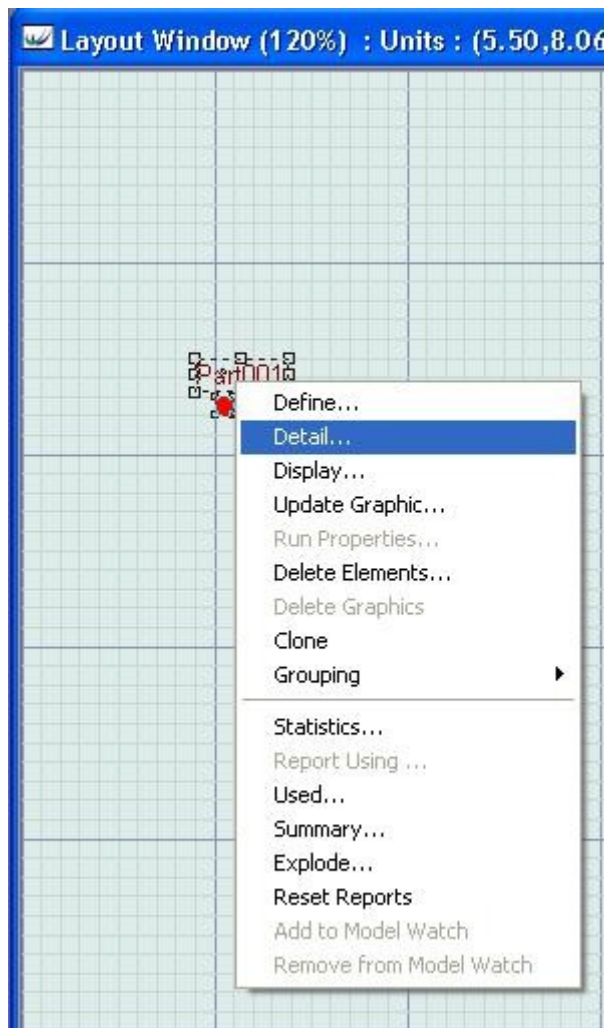 Layout Window (120%) : Units : (5.50,8.06
Part001
Define...
Detail...
Display...
Update Graphic...
Run Properties...
Delete Elements...
Delete Graphics
Clone
Grouping
Statistics...
Report Using ...
Used...
Summary...
Explode...
Reset Reports
Add to Model Watch
Remove from Model Watch